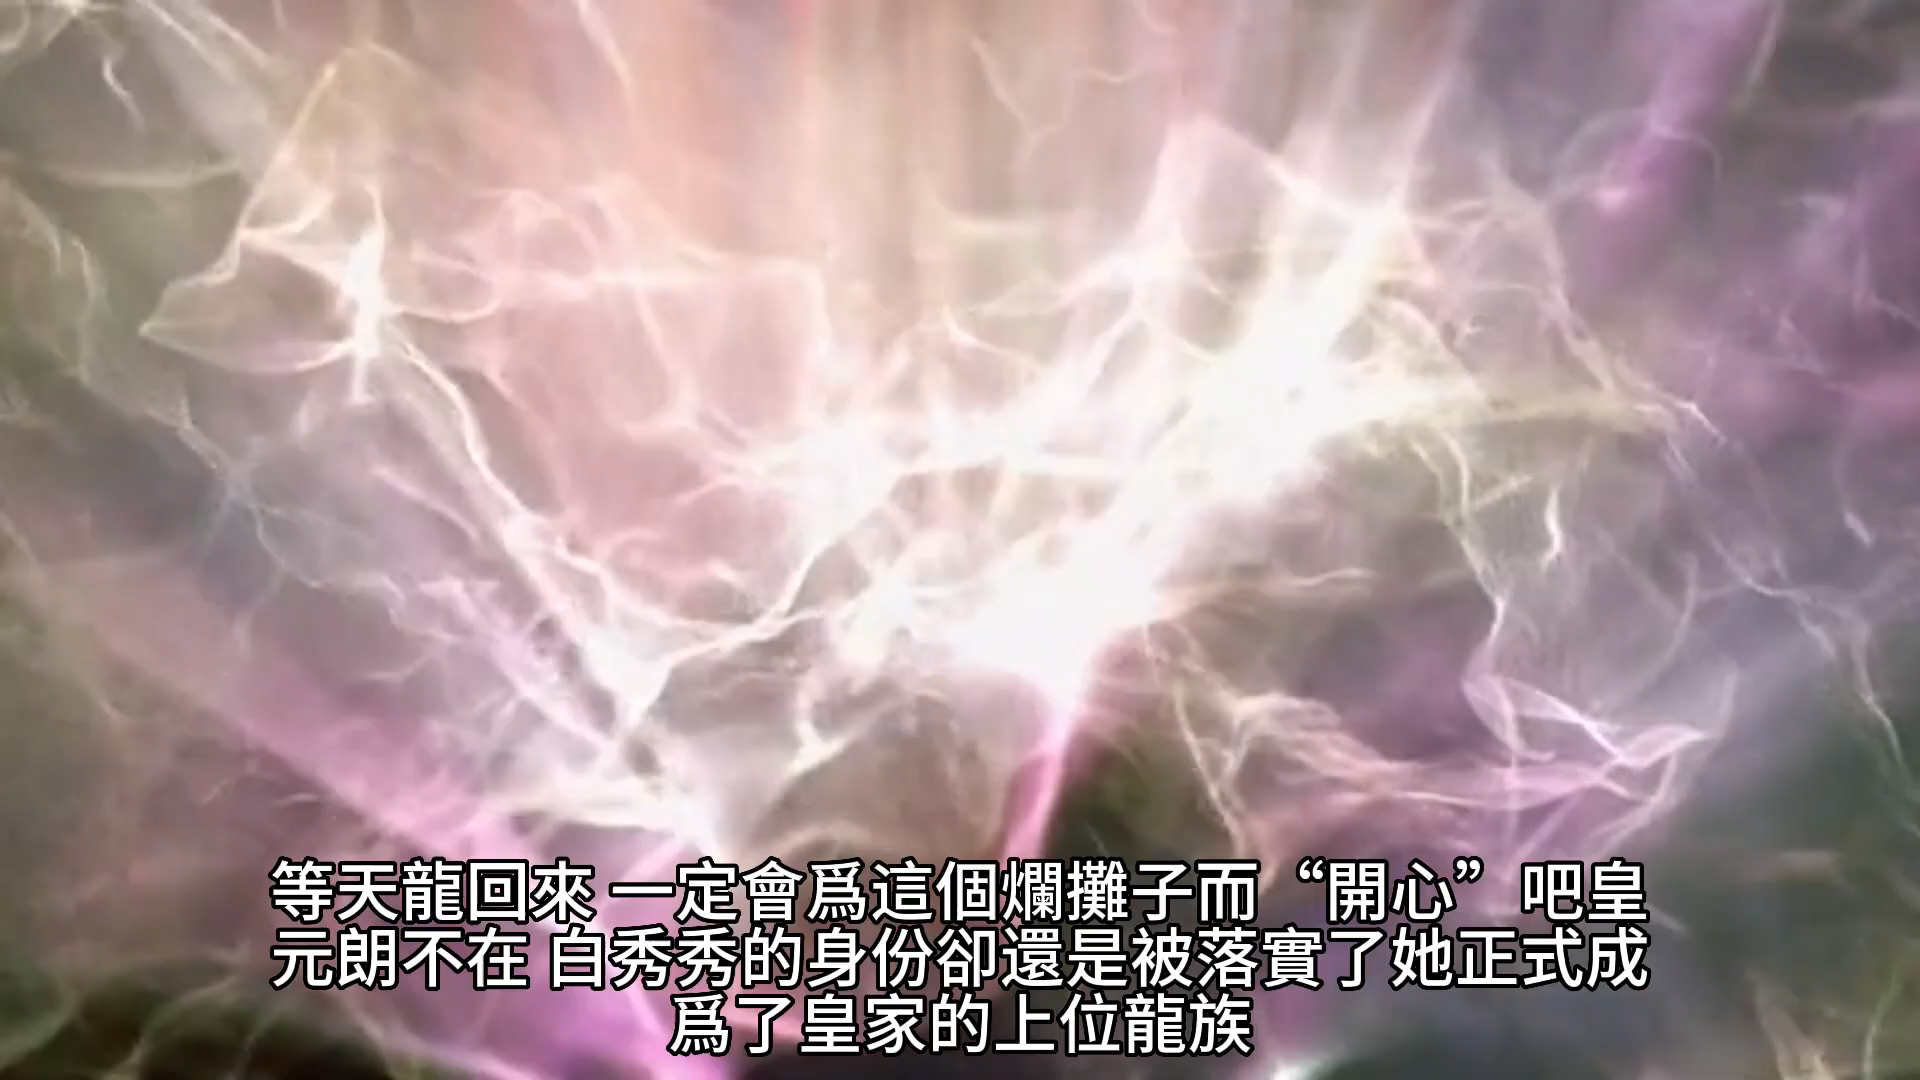 等天龍回來 一定會爲這個爛攤子而“開心”吧皇
元朗不在 白秀秀的身份卻還是被落實了她正式成
爲了皇家的上位龍族